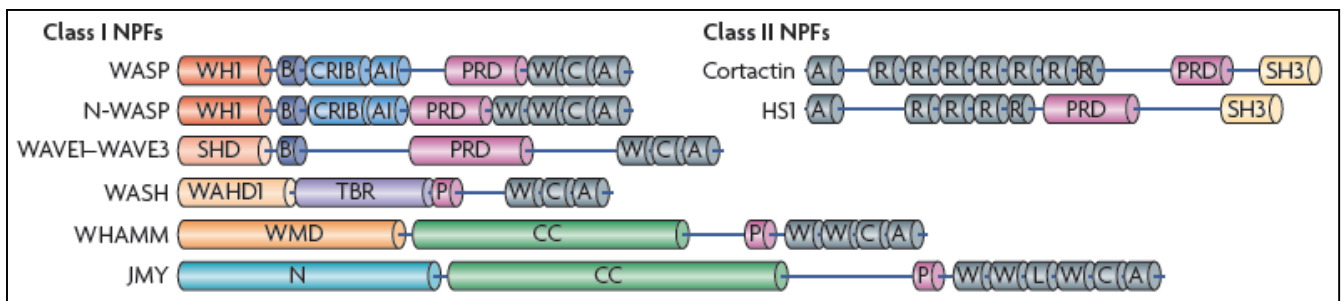 Class I NPFs
WASP WH1 B CRIB AI PRD W C A
N-WASP WH1 B CRIB AI PRD W W C A
WAVE1–WAVE3 SHD B PRD W C A
WASH WAHD1 TBR P W C A
WHAMM WMD CC P W W C A
JMY N CC P W W L W C A
Class II NPFs
Cortactin A R R R R R R R PRD SH3
HS1 A R R R R PRD SH3